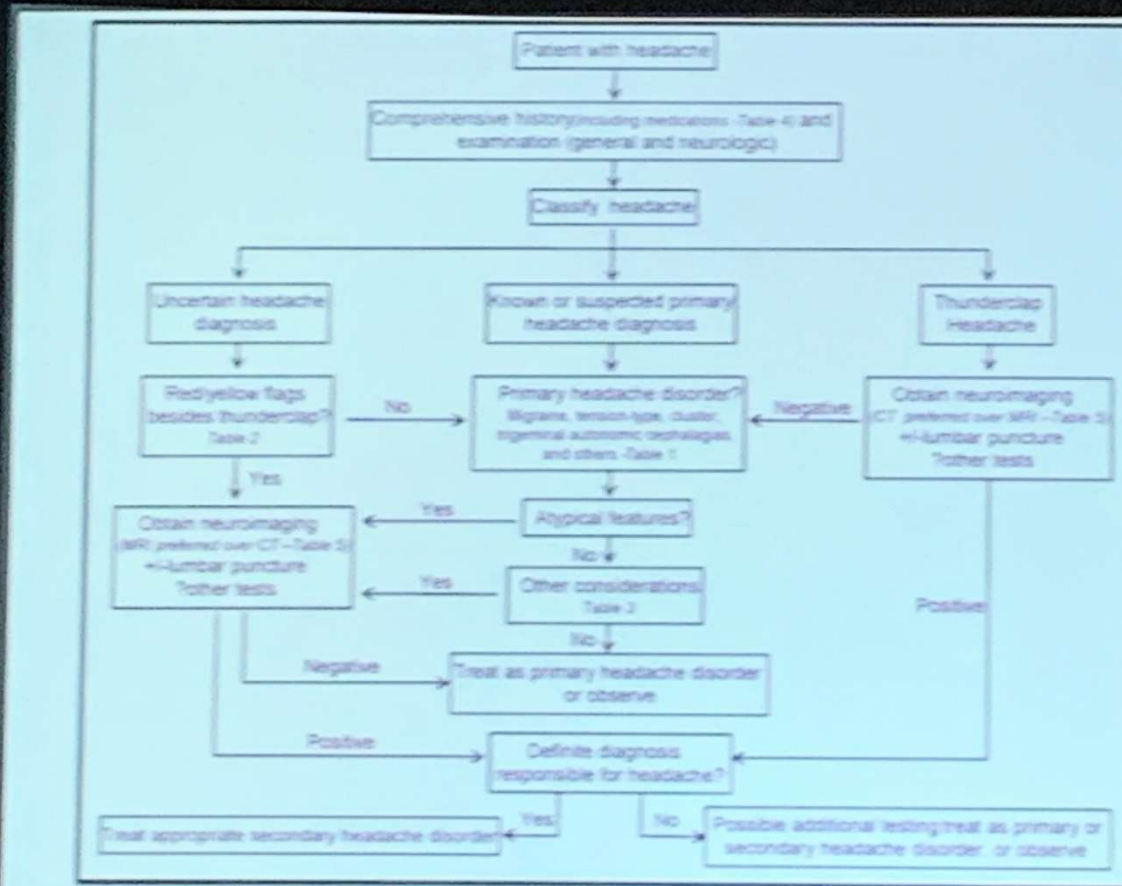 Patient with headache
Comprehensive history(including medications -Table 4) and
examination (general and neurologic)
Classify headache
Uncertain headache
diagnosis
Known or suspected primary
headache diagnosis
Thunderclap
Headache
Red/yellow flags
besides thunderclap?
Table 2
No
Primary headache disorder?
Migraine, tension-type, cluster,
trigeminal autonomic cephalagias
and others -Table 1
Negative
Obtain neuroimaging
(CT preferred over MRI –Table 5)
+/-lumbar puncture
?other tests
Yes
Obtain neuroimaging
(MRI preferred over CT –Table 5)
+/-lumbar puncture
?other tests
Yes
Atypical features?
No
Yes
Other considerations
Table 3
Positive
No
Negative
Treat as primary headache disorder
or observe
Positive
Definite diagnosis
responsible for headache?
Treat appropriate secondary headache disorder
Yes
No
Possible additional testing/treat as primary or
secondary headache disorder, or observe